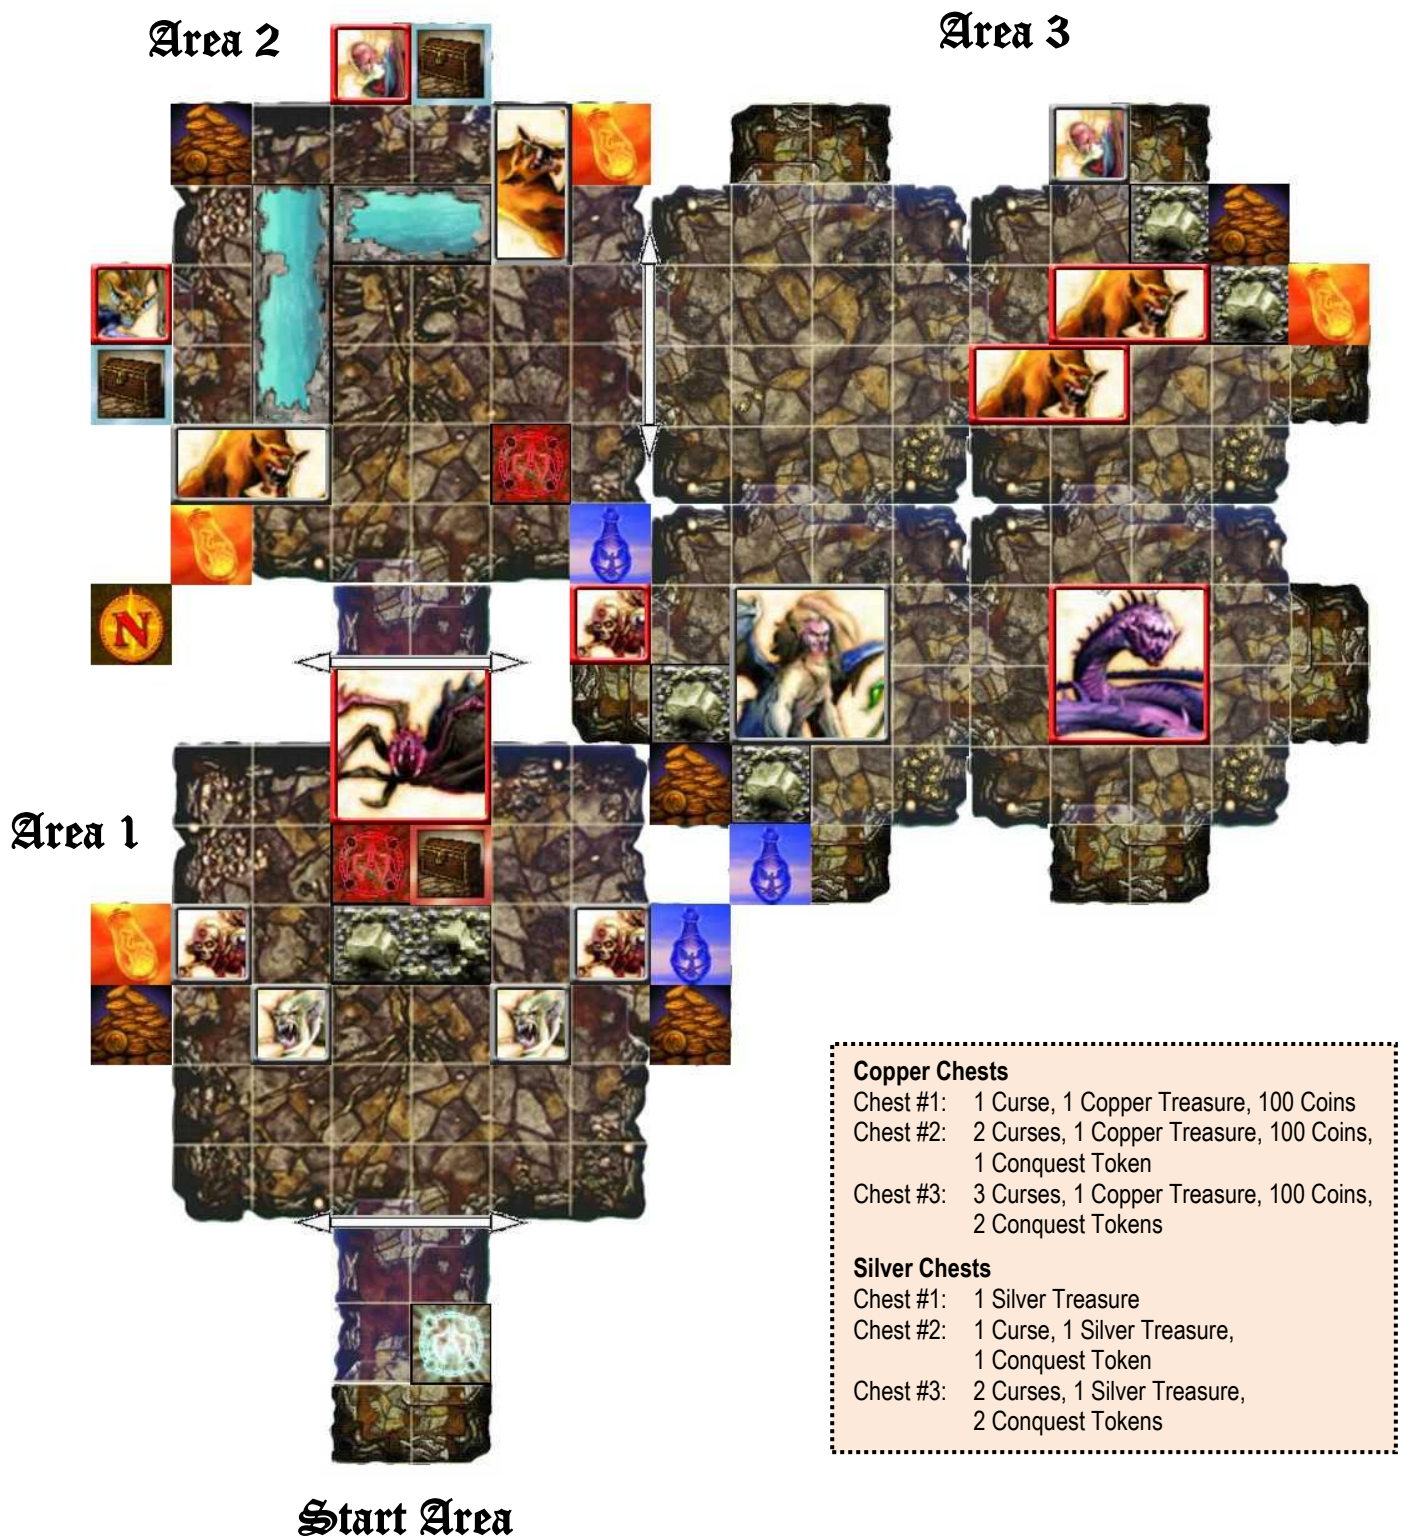 Area 2
Area 3
N
Area 1
Copper Chests
Chest #1: 1 Curse, 1 Copper Treasure, 100 Coins
Chest #2: 2 Curses, 1 Copper Treasure, 100 Coins,
1 Conquest Token
Chest #3: 3 Curses, 1 Copper Treasure, 100 Coins,
2 Conquest Tokens
Silver Chests
Chest #1: 1 Silver Treasure
Chest #2: 1 Curse, 1 Silver Treasure,
1 Conquest Token
Chest #3: 2 Curses, 1 Silver Treasure,
2 Conquest Tokens
Start Area